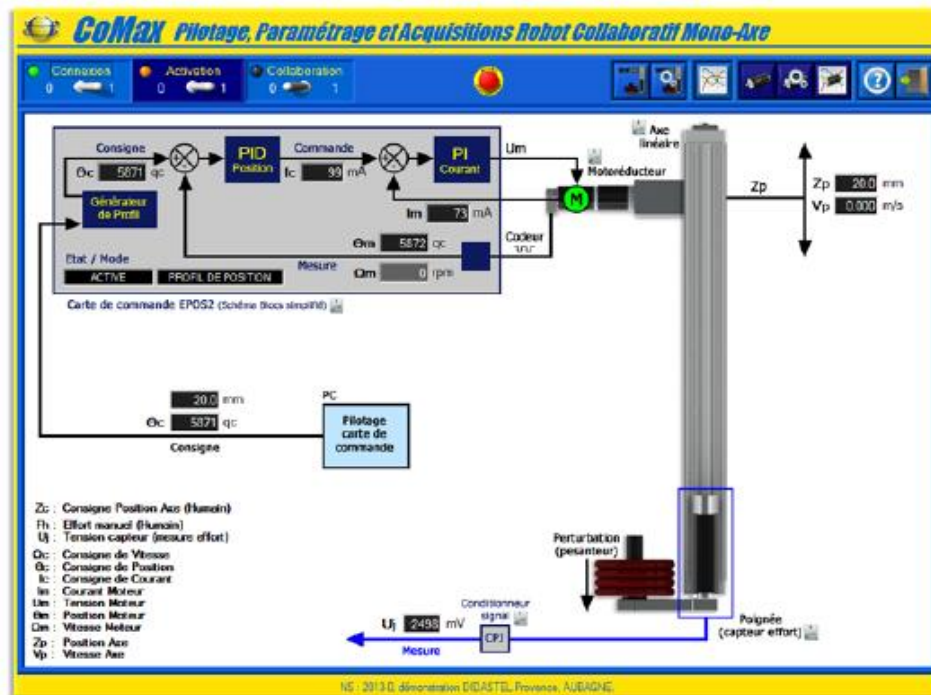 CoMax Pilotage, Paramétrage et Acquisitions Robot Collaboratif Mono-Axe
Connexion
0 1
Activation
0 1
Collaboration
0 1
Consigne
Θc 5871 qc
PID
Position
Commande
Ic 99 mA
PI
Courant
Um
Générateur
de Profil
Im 73 mA
Θm 5872 qc
Mesure
Ωm 0 rpm
Codeur
Etat / Mode
ACTIVE
PROFIL DE POSITION
Carte de commande EPOS2 (Schéma Blocs simplifié)
Motoréducteur
M
Axe
linéaire
Zp
Zp 20.0 mm
Vp 0.000 m/s
20.0 mm
Θc 5871 qc
Consigne
PC
Pilotage
carte de
commande
Zc : Consigne Position Axe (Humain)
Fh : Effort manuel (Humain)
Uj : Tension capteur (mesure effort)
Ωc : Consigne de Vitesse
Θc : Consigne de Position
Ic : Consigne de Courant
Im : Courant Moteur
Um : Tension Moteur
Θm : Position Moteur
Ωm : Vitesse Moteur
Zp : Position Axe
Vp : Vitesse Axe
Perturbation
(pesanteur)
Uj 2498 mV
Mesure
Conditionneur
signal
CPJ
Poignée
(capteur effort)
NS : 2013-0, démonstration DIDASTEL Provence, AUBAGNE.